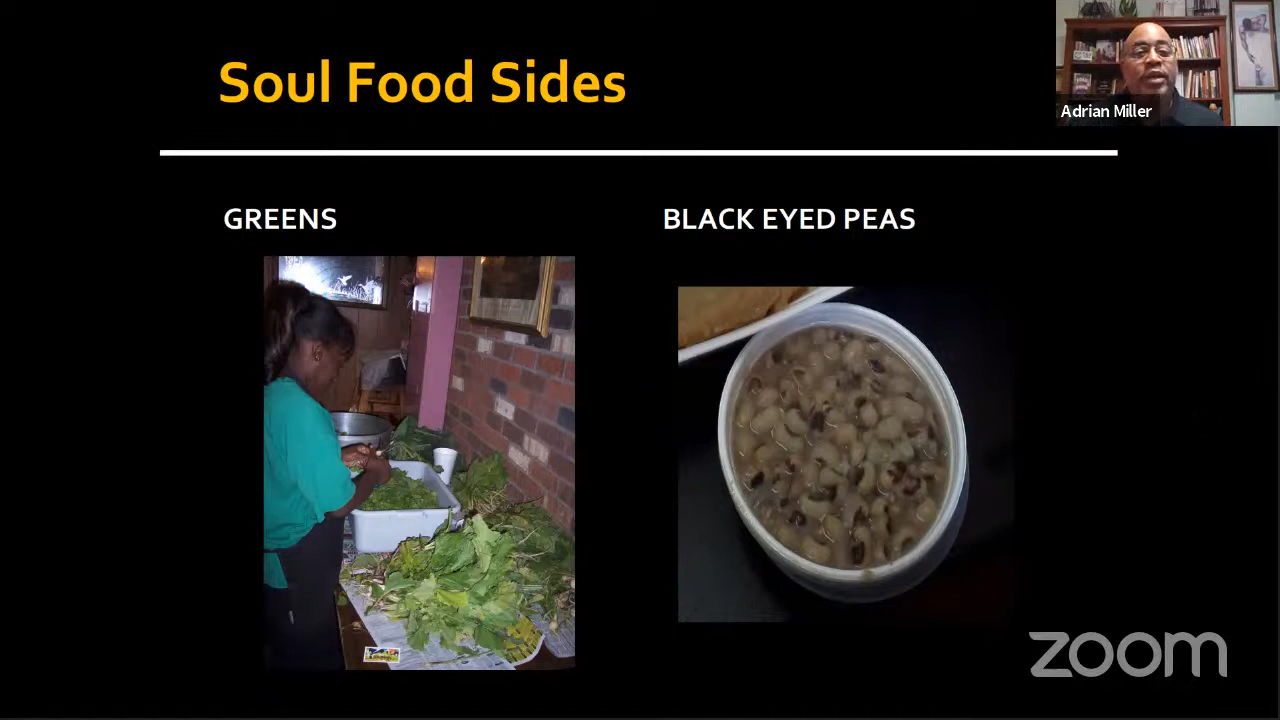 Soul Food Sides
Adrian Miller
GREENS
BLACK EYED PEAS
zoom